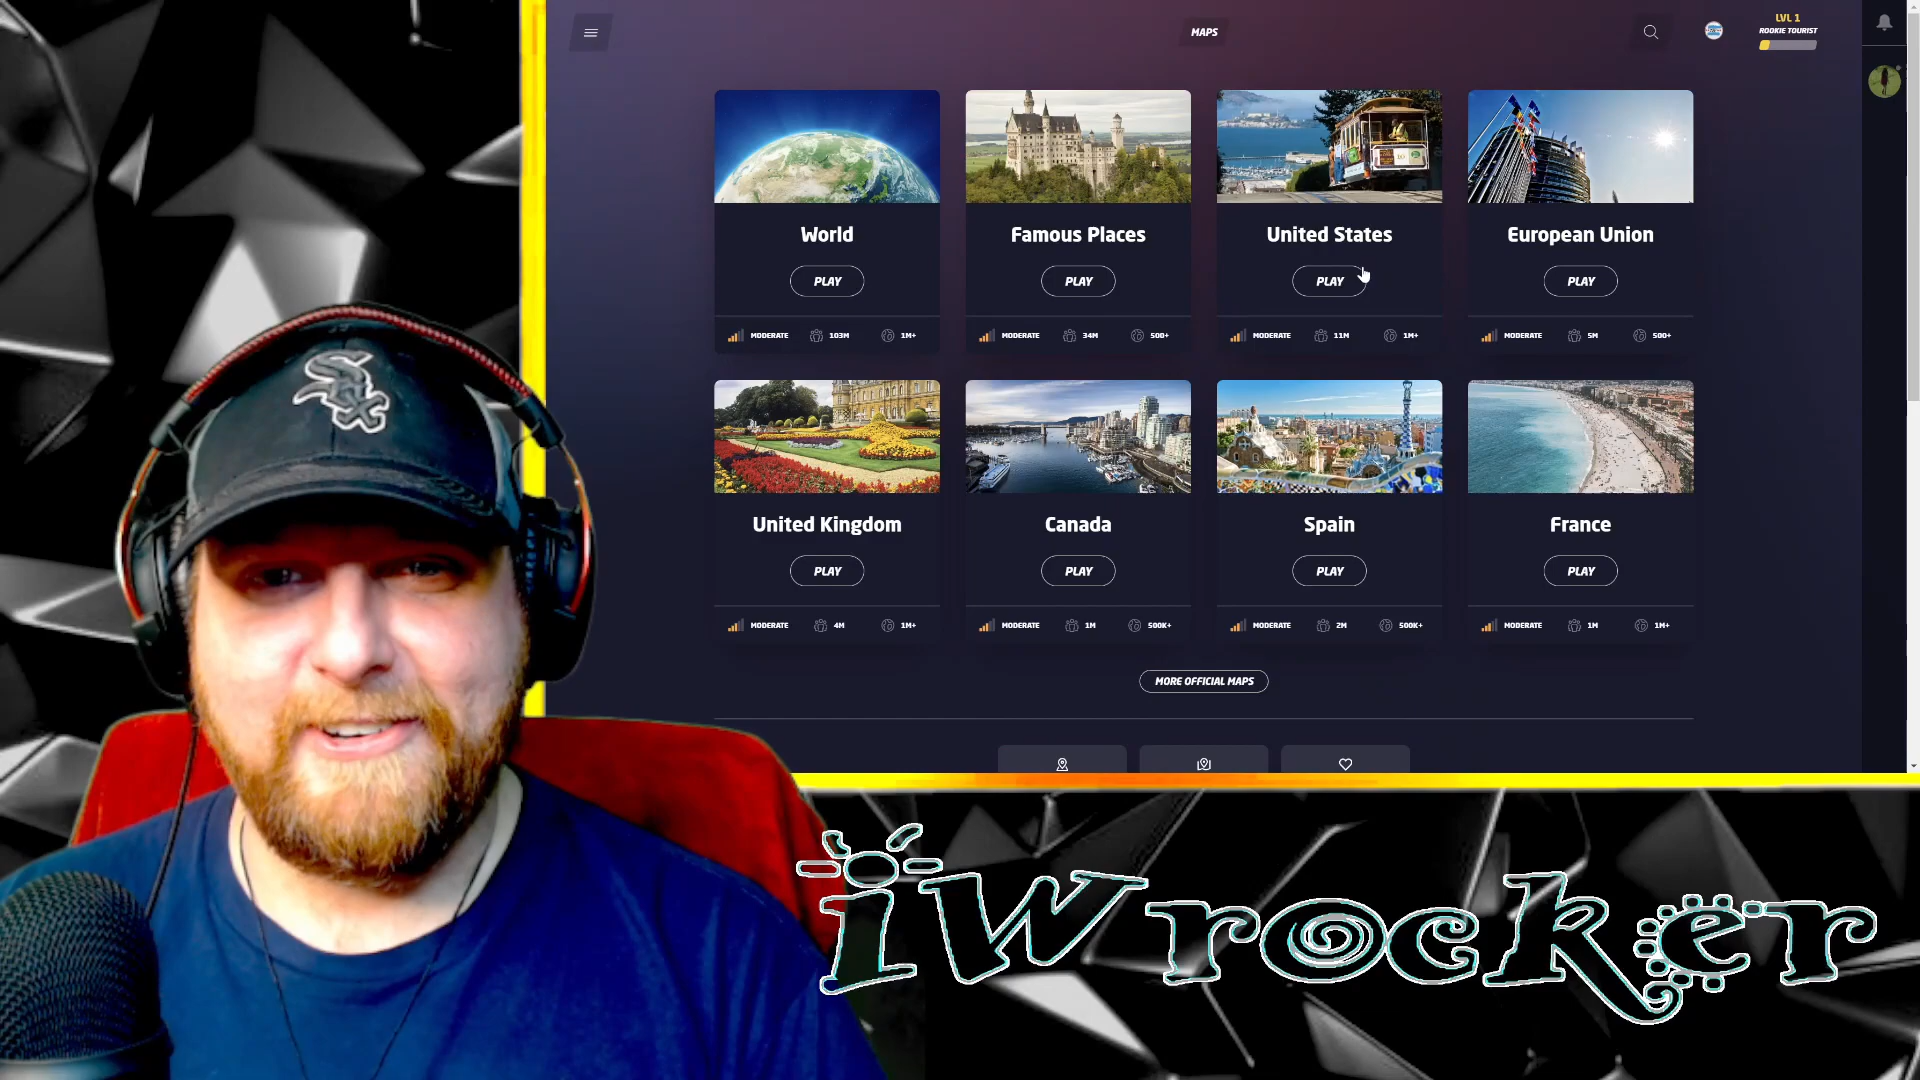 MAPS
LVL 1
ROOKIE TOURIST
World
PLAY
MODERATE 103M 1M+
Famous Places
PLAY
MODERATE 34M 500+
United States
PLAY
MODERATE 11M 1M+
European Union
PLAY
MODERATE 5M 500+
United Kingdom
PLAY
MODERATE 4M 1M+
Canada
PLAY
MODERATE 1M 500K+
Spain
PLAY
MODERATE 2M 500K+
France
PLAY
MODERATE 1M 1M+
MORE OFFICIAL MAPS
Sox
iWrocker